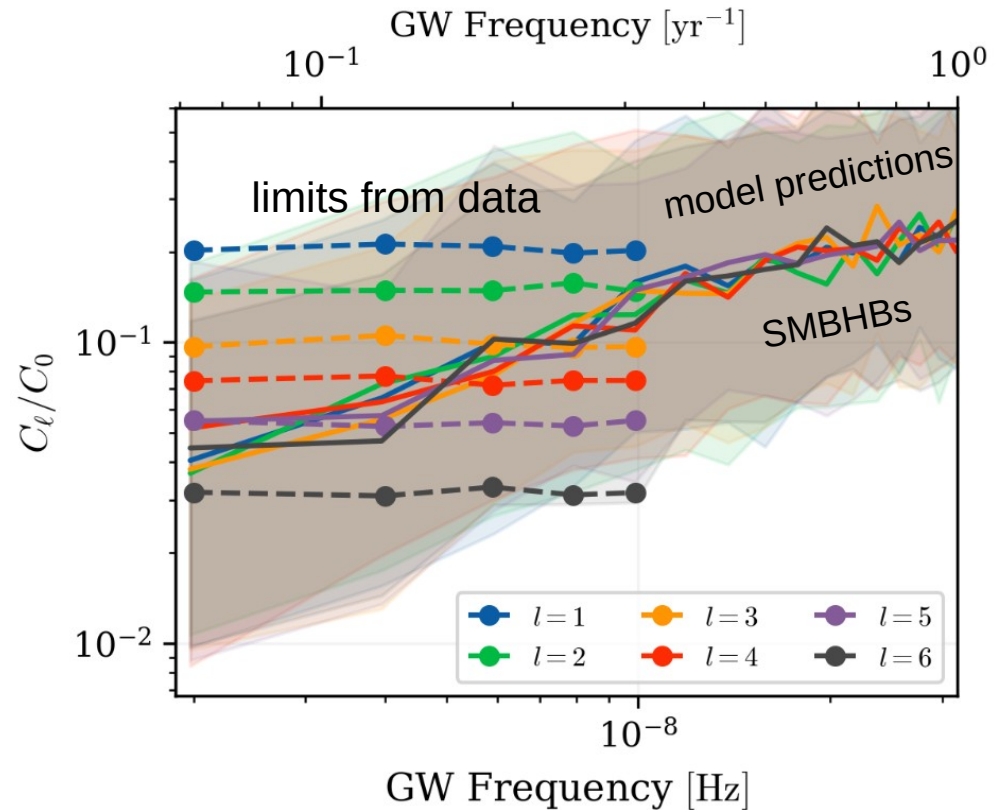 GW Frequency [yr⁻¹]
10⁻¹ 10⁰
limits from data
model predictions
SMBHBs
10⁻¹
10⁻²
C_ℓ/C_0
l = 1 l = 3 l = 5
l = 2 l = 4 l = 6
10⁻⁸
GW Frequency [Hz]